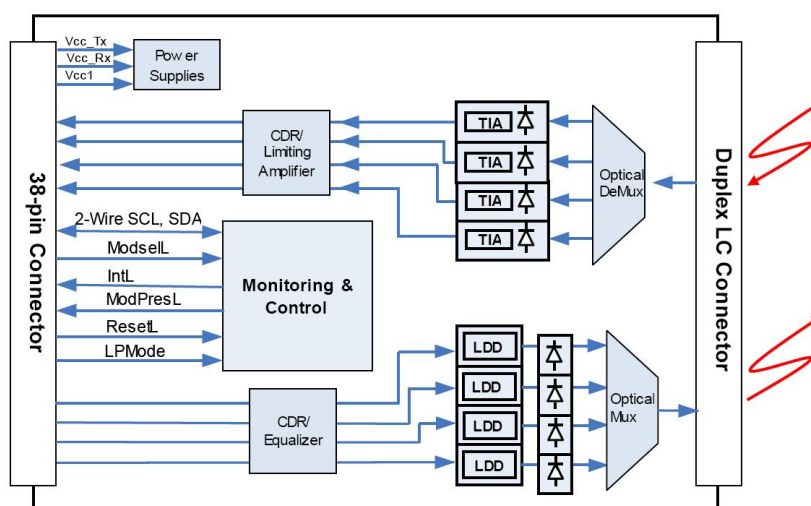 Vcc_Tx
Vcc_Rx
Vcc1
Power
Supplies
CDR/
Limiting
Amplifier
TIA
TIA
TIA
TIA
Optical
DeMux
38-pin Connector
Duplex LC Connector
2-Wire SCL, SDA
ModselL
IntL
ModPresL
ResetL
LPMode
Monitoring &
Control
CDR/
Equalizer
LDD
LDD
LDD
LDD
Optical
Mux